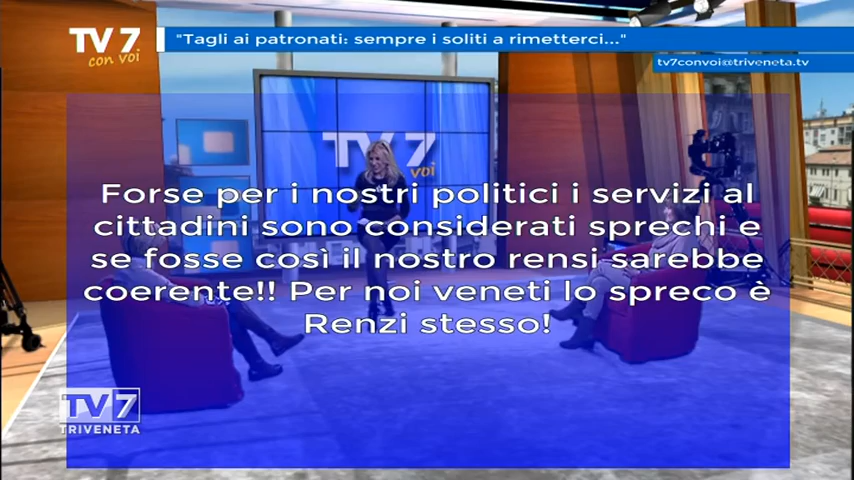 TV7
con voi
"Tagli ai patronati: sempre i soliti a rimetterci..."
tv7convoi@triveneta.tv
TV7
voi
Forse per i nostri politici i servizi al
cittadini sono considerati sprechi e
se fosse così il nostro rensi sarebbe
coerente!! Per noi veneti lo spreco è
Renzi stesso!
TV7
TRIVENETA